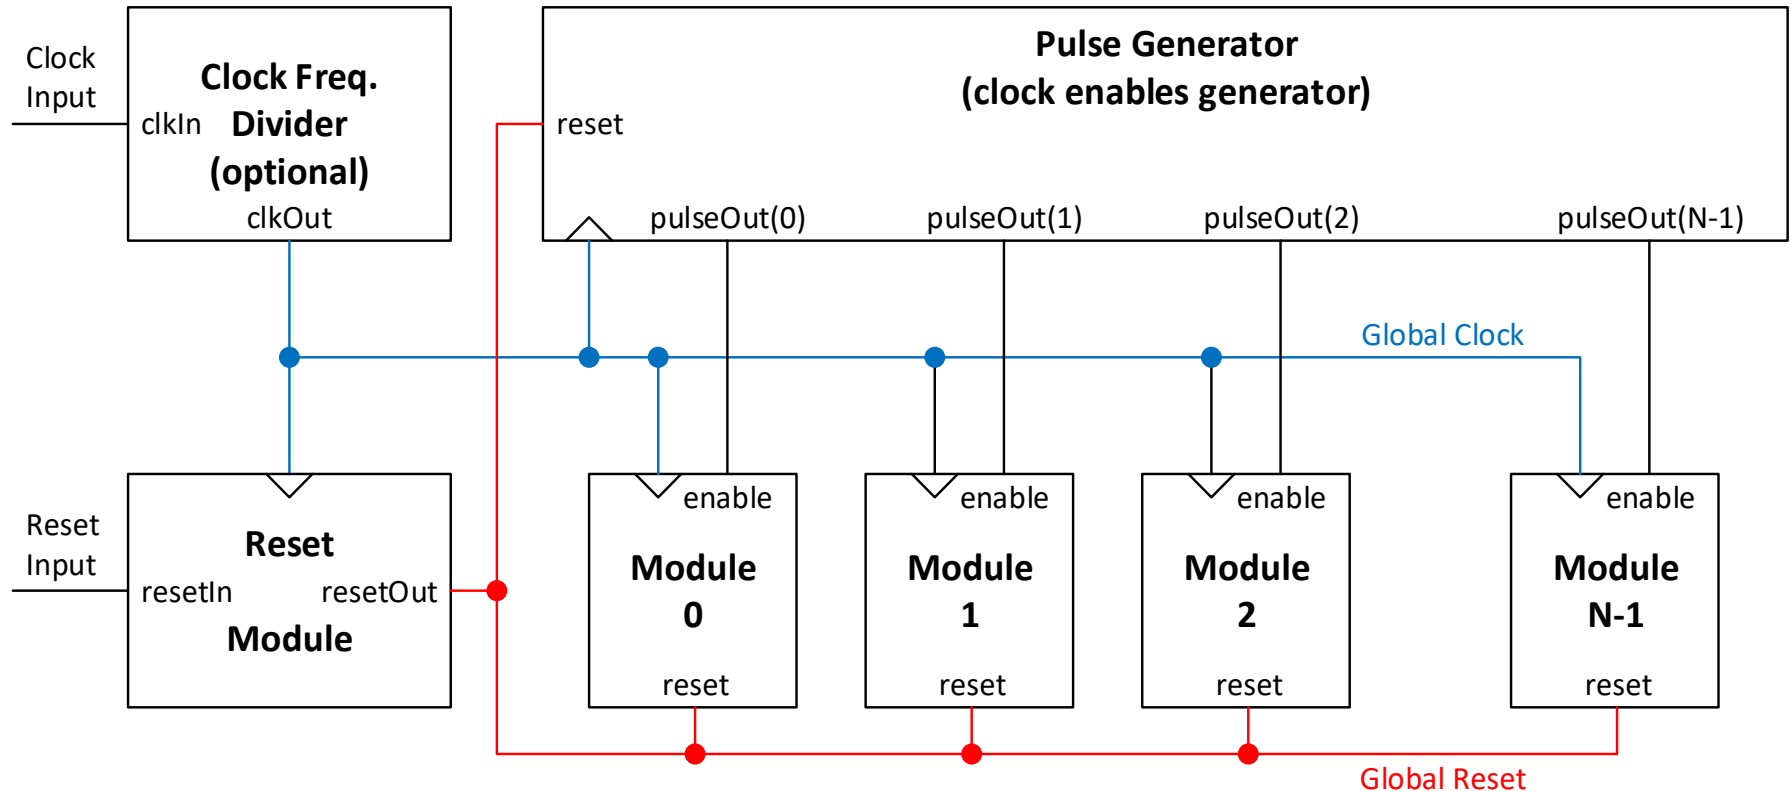 Clock
Input
clkIn
Clock Freq.
Divider
(optional)
clkOut
Pulse Generator
(clock enables generator)
reset
pulseOut(0)
pulseOut(1)
pulseOut(2)
pulseOut(N-1)
Global Clock
Reset
Input
resetIn
Reset
Module
resetOut
enable
Module
0
reset
enable
Module
1
reset
enable
Module
2
reset
enable
Module
N-1
reset
Global Reset